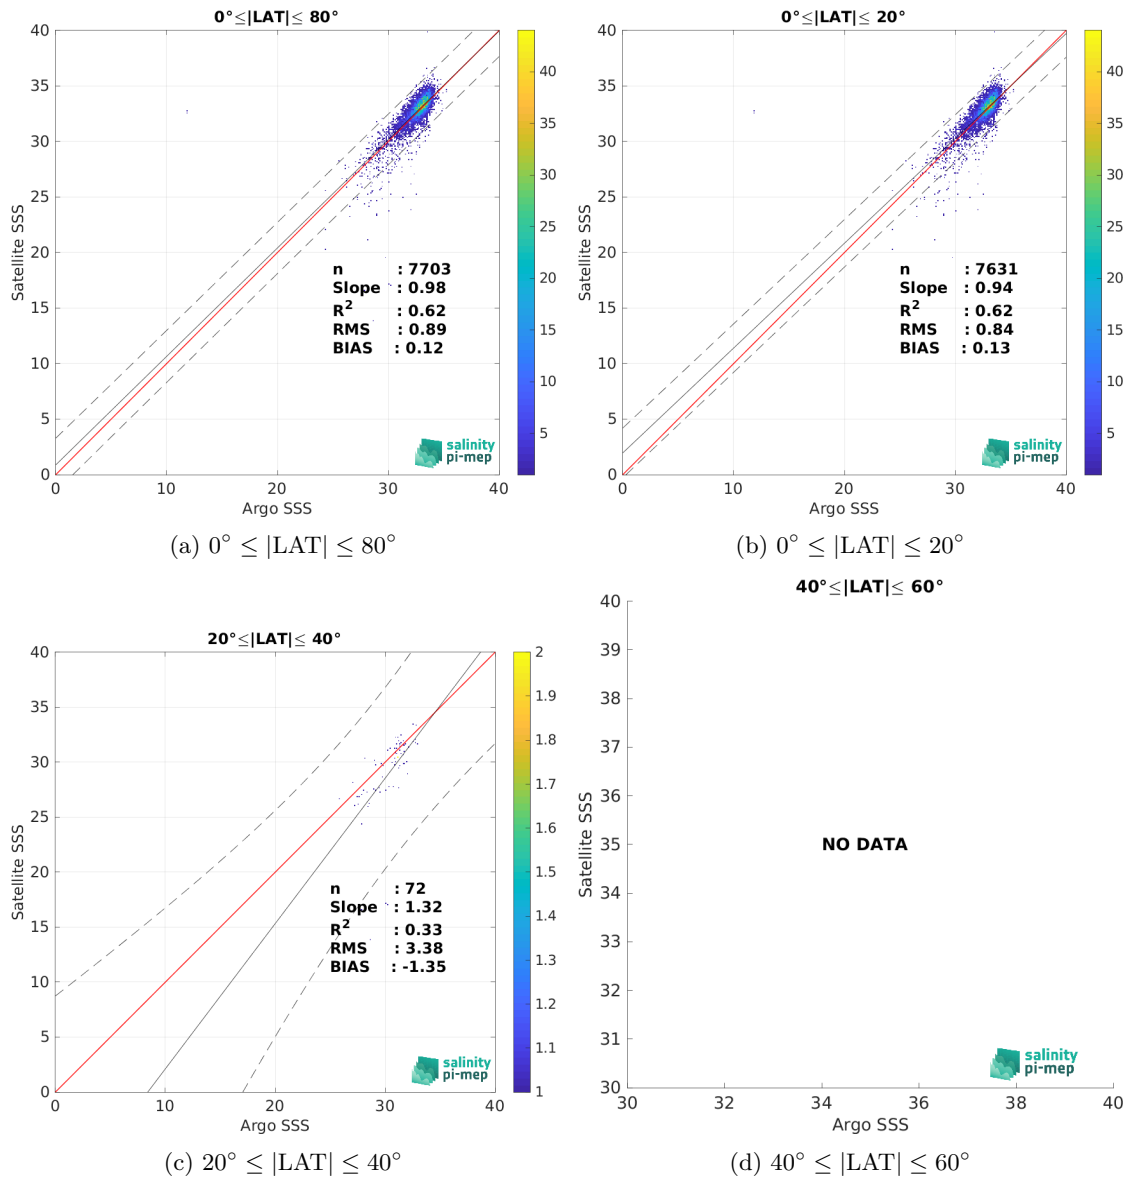 0°≤|LAT|≤ 80°
40
35
30
25
20
15
10
5
0
0
10
20
30
40
Satellite SSS
Argo SSS
n : 7703
Slope : 0.98
R² : 0.62
RMS : 0.89
BIAS : 0.12
salinity
pi-mep
40
35
30
25
20
15
10
5
(a) 0° ≤ |LAT| ≤ 80°
0°≤|LAT|≤ 20°
40
35
30
25
20
15
10
5
0
0
10
20
30
40
Satellite SSS
Argo SSS
n : 7631
Slope : 0.94
R² : 0.62
RMS : 0.84
BIAS : 0.13
salinity
pi-mep
40
35
30
25
20
15
10
5
(b) 0° ≤ |LAT| ≤ 20°
20°≤|LAT|≤ 40°
40
35
30
25
20
15
10
5
0
0
10
20
30
40
Satellite SSS
Argo SSS
n : 72
Slope : 1.32
R² : 0.33
RMS : 3.38
BIAS : -1.35
salinity
pi-mep
2
1.9
1.8
1.7
1.6
1.5
1.4
1.3
1.2
1.1
1
(c) 20° ≤ |LAT| ≤ 40°
40°≤|LAT|≤ 60°
40
39
38
37
36
35
34
33
32
31
30
30
32
34
36
38
40
Satellite SSS
Argo SSS
NO DATA
salinity
pi-mep
(d) 40° ≤ |LAT| ≤ 60°